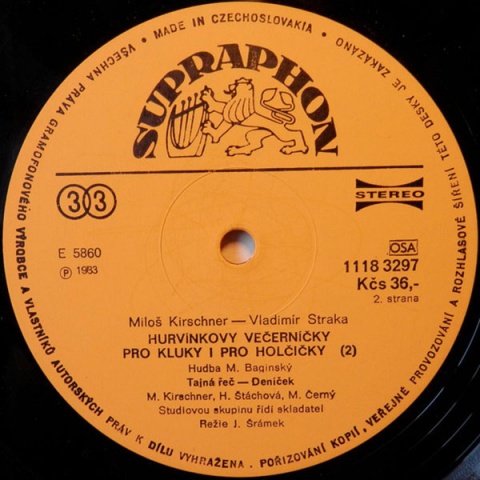 VŠECHNA PRÁVA GRAMOFONOVÉHO VÝROBCE A VLASTNÍKŮ AUTORSKÝCH PRÁV K DÍLU VYHRAŽENA. POŘIZOVÁNÍ KOPIÍ, VEŘEJNÉ PROVOZOVÁNÍ A ROZHLASOVÉ ŠÍŘENÍ TÉTO DESKY JE ZAKÁZÁNO • MADE IN CZECHOSLOVAKIA •
SUPRAPHON
33
STEREO
E 5860
OSA
℗ 1983
1118 3297
Kčs 36,-
2. strana
Miloš Kirschner — Vladimír Straka
HURVÍNKOVY VEČERNÍČKY
PRO KLUKY I PRO HOLČIČKY (2)
Hudba M. Baginský
Tajná řeč — Deníček
M. Kirschner, H. Štáchová, M. Černý
Studiovou skupinu řídí skladatel
Režie J. Šrámek